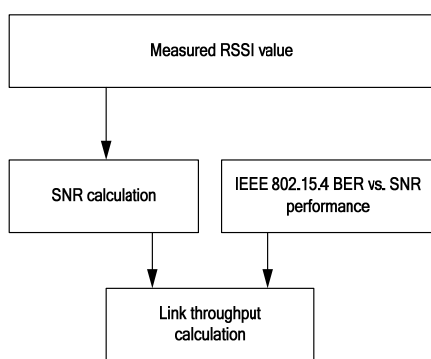 Measured RSSI value
SNR calculation
IEEE 802.15.4 BER vs. SNR
performance
Link throughput
calculation